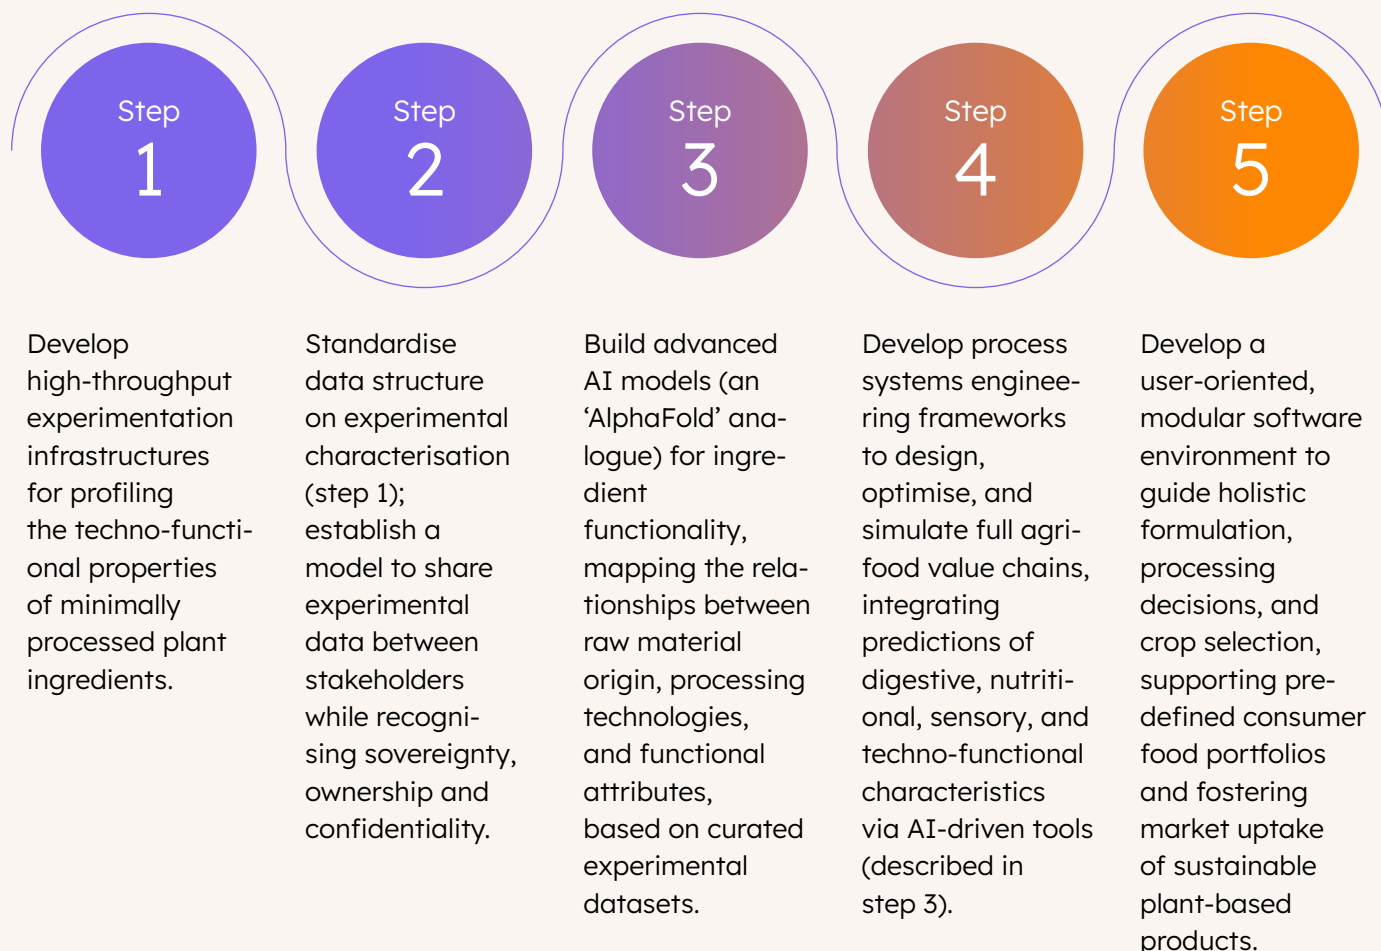 Step
1
Step
2
Step
3
Step
4
Step
5
Develop
high-throughput
experimentation
infrastructures
for profiling
the techno-functi-
onal properties
of minimally
processed plant
ingredients.
Standardise
data structure
on experimental
characterisation
(step 1);
establish a
model to share
experimental
data between
stakeholders
while recogni-
sing sovereignty,
ownership and
confidentiality.
Build advanced
AI models (an
‘AlphaFold’ ana-
logue) for ingre-
dient
functionality,
mapping the rela-
tionships between
raw material
origin, processing
technologies,
and functional
attributes,
based on curated
experimental
datasets.
Develop process
systems enginee-
ring frameworks
to design,
optimise, and
simulate full agri-
food value chains,
integrating
predictions of
digestive, nutriti-
onal, sensory, and
techno-functional
characteristics
via AI-driven tools
(described in
step 3).
Develop a
user-oriented,
modular software
environment to
guide holistic
formulation,
processing
decisions, and
crop selection,
supporting pre-
defined consumer
food portfolios
and fostering
market uptake
of sustainable
plant-based
products.